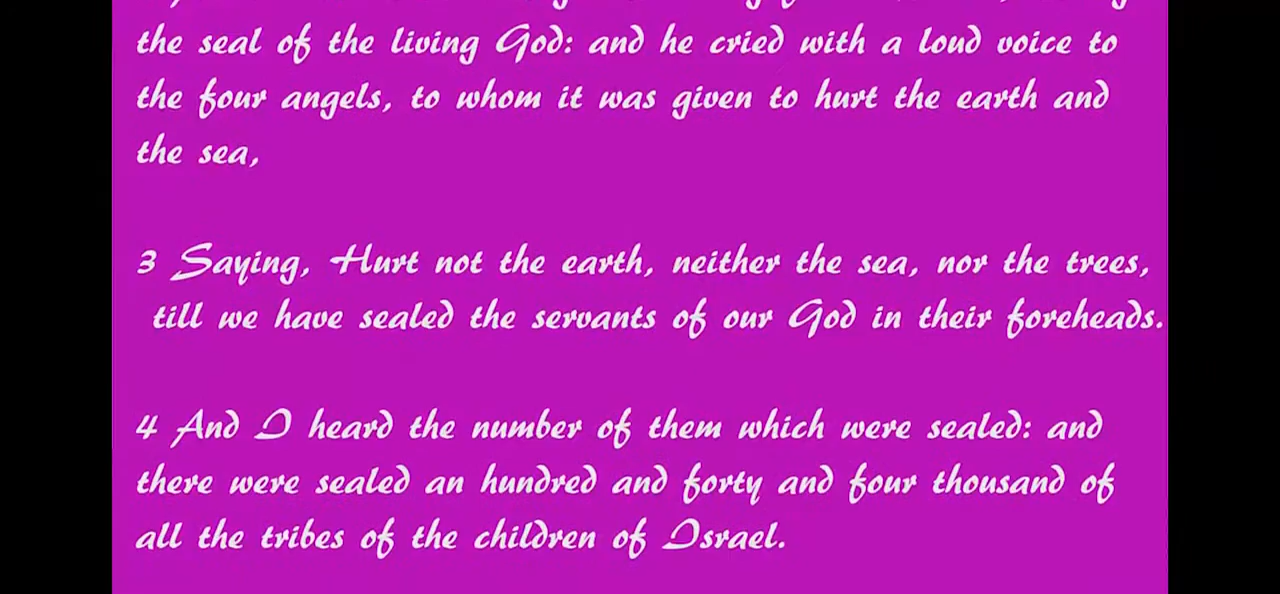 the seal of the living God: and he cried with a loud voice to
the four angels, to whom it was given to hurt the earth and
the sea,
3 Saying, Hurt not the earth, neither the sea, nor the trees,
till we have sealed the servants of our God in their foreheads.
4 And I heard the number of them which were sealed: and
there were sealed an hundred and forty and four thousand of
all the tribes of the children of Israel.